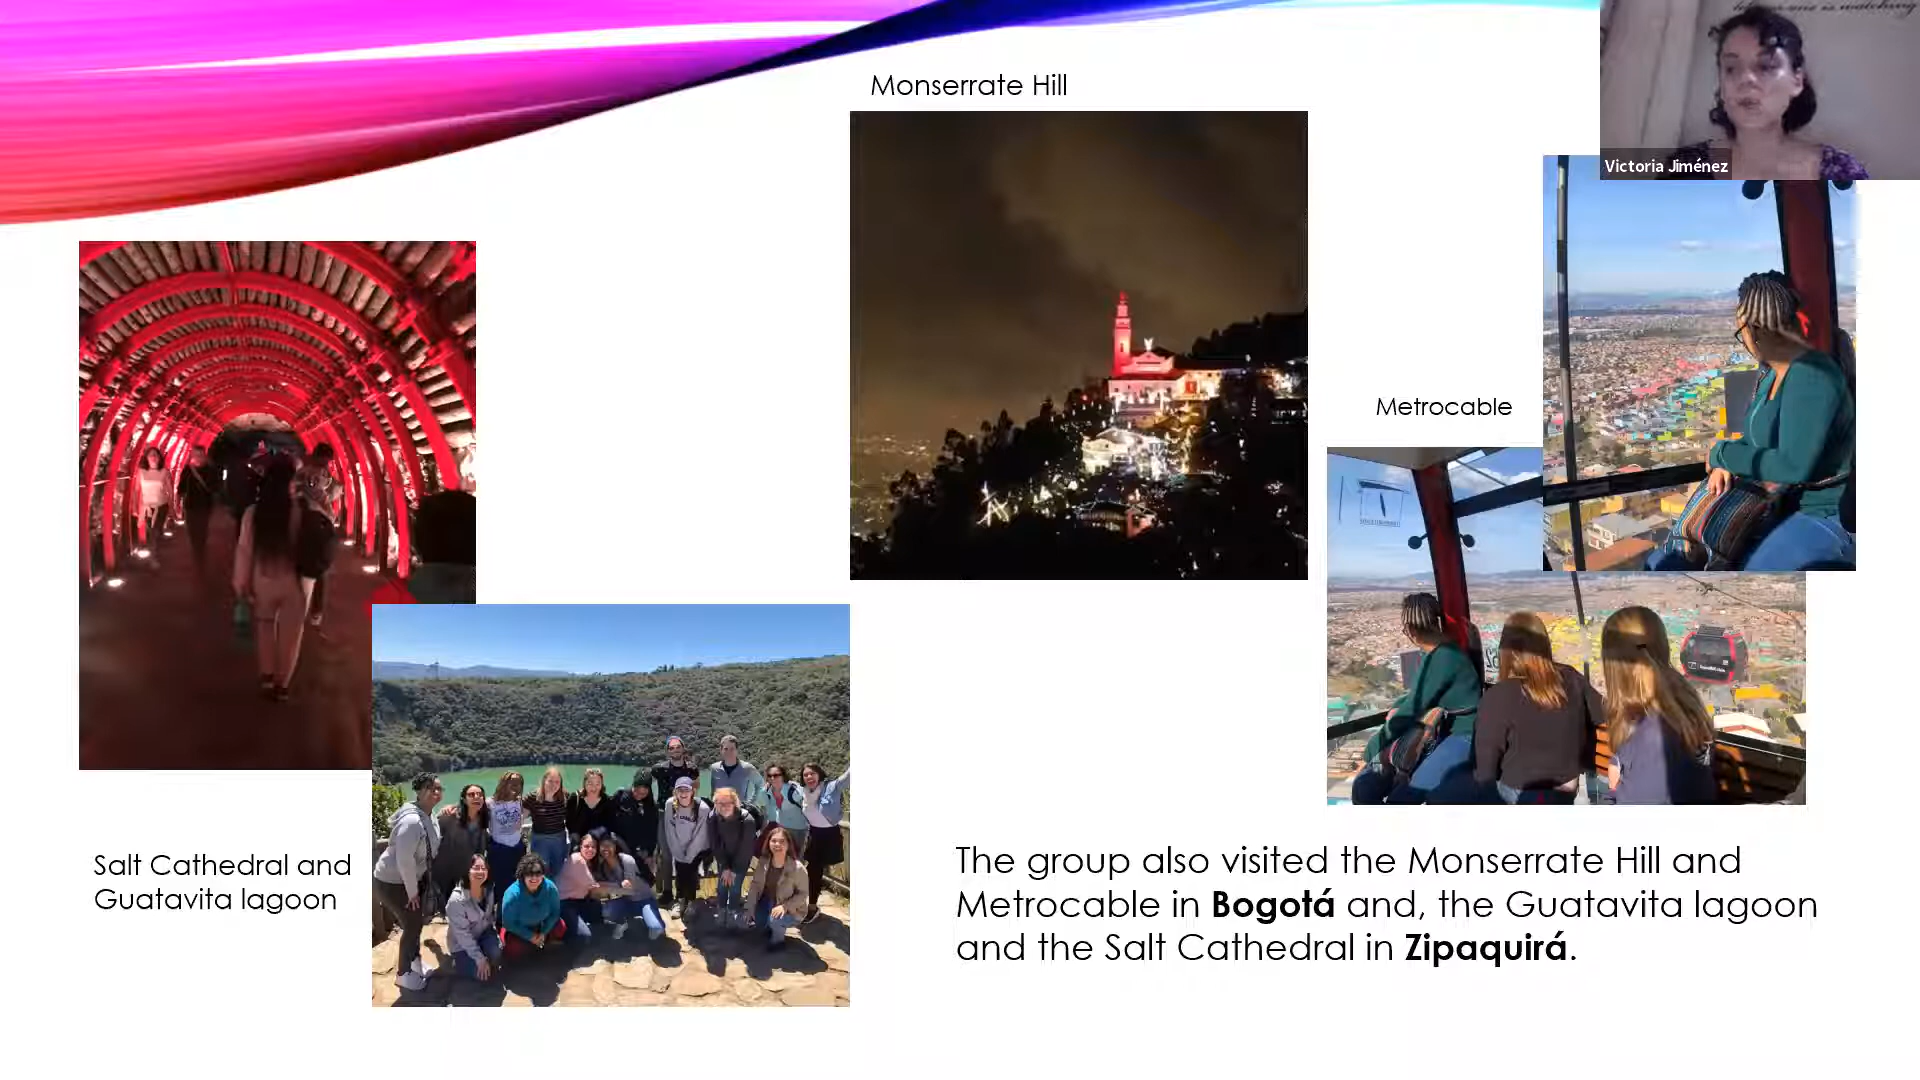 Monserrate Hill
Victoria Jiménez
Metrocable
Salt Cathedral and
Guatavita lagoon
The group also visited the Monserrate Hill and
Metrocable in Bogotá and, the Guatavita lagoon
and the Salt Cathedral in Zipaquirá.